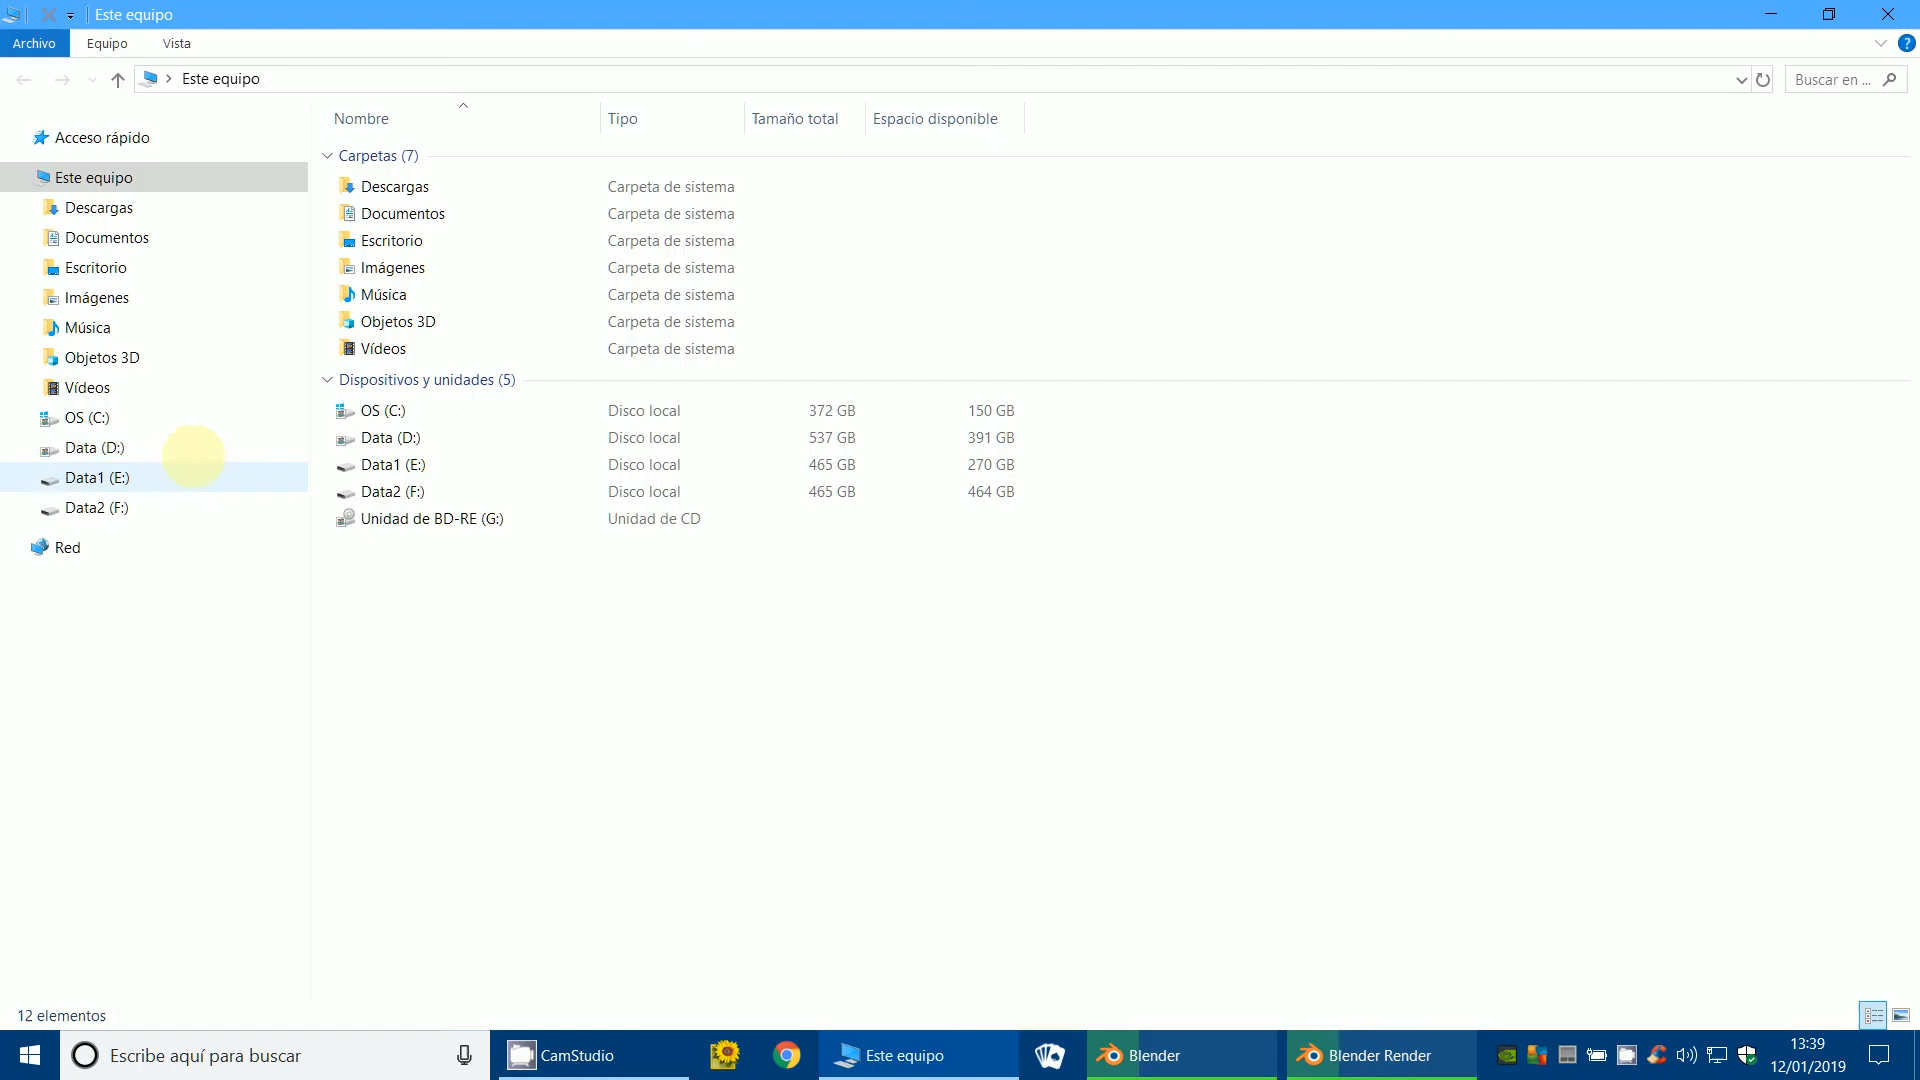 Este equipo
Archivo Equipo Vista
Este equipo Buscar en ...
Nombre Tipo Tamaño total Espacio disponible
Acceso rápido
Este equipo
Descargas
Documentos
Escritorio
Imágenes
Música
Objetos 3D
Vídeos
OS (C:)
Data (D:)
Data1 (E:)
Data2 (F:)
Red
Carpetas (7)
Descargas Carpeta de sistema
Documentos Carpeta de sistema
Escritorio Carpeta de sistema
Imágenes Carpeta de sistema
Música Carpeta de sistema
Objetos 3D Carpeta de sistema
Vídeos Carpeta de sistema
Dispositivos y unidades (5)
OS (C:) Disco local 372 GB 150 GB
Data (D:) Disco local 537 GB 391 GB
Data1 (E:) Disco local 465 GB 270 GB
Data2 (F:) Disco local 465 GB 464 GB
Unidad de BD-RE (G:) Unidad de CD
12 elementos
Escribe aquí para buscar CamStudio Este equipo Blender Blender Render 13:39
12/01/2019